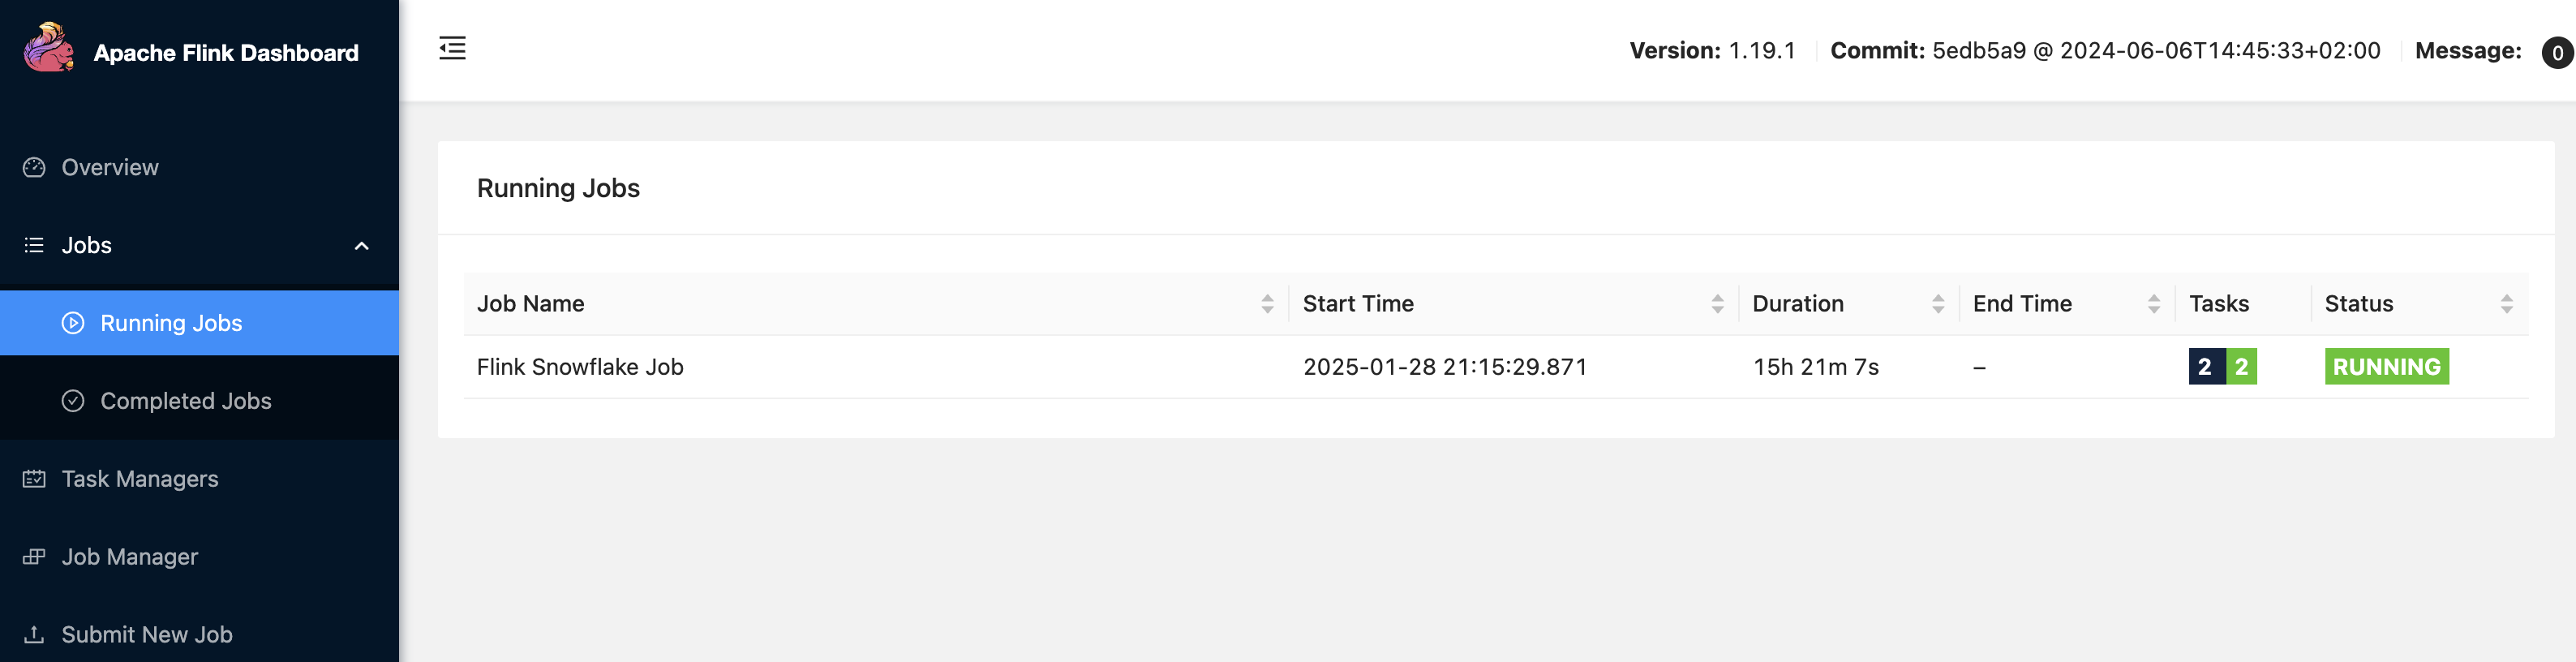 Apache Flink Dashboard
Version: 1.19.1 Commit: 5edb5a9 @ 2024-06-06T14:45:33+02:00 Message: 0
Overview
Jobs
Running Jobs
Completed Jobs
Task Managers
Job Manager
Submit New Job
Running Jobs
Job Name Start Time Duration End Time Tasks Status
Flink Snowflake Job 2025-01-28 21:15:29.871 15h 21m 7s – 2 2 RUNNING